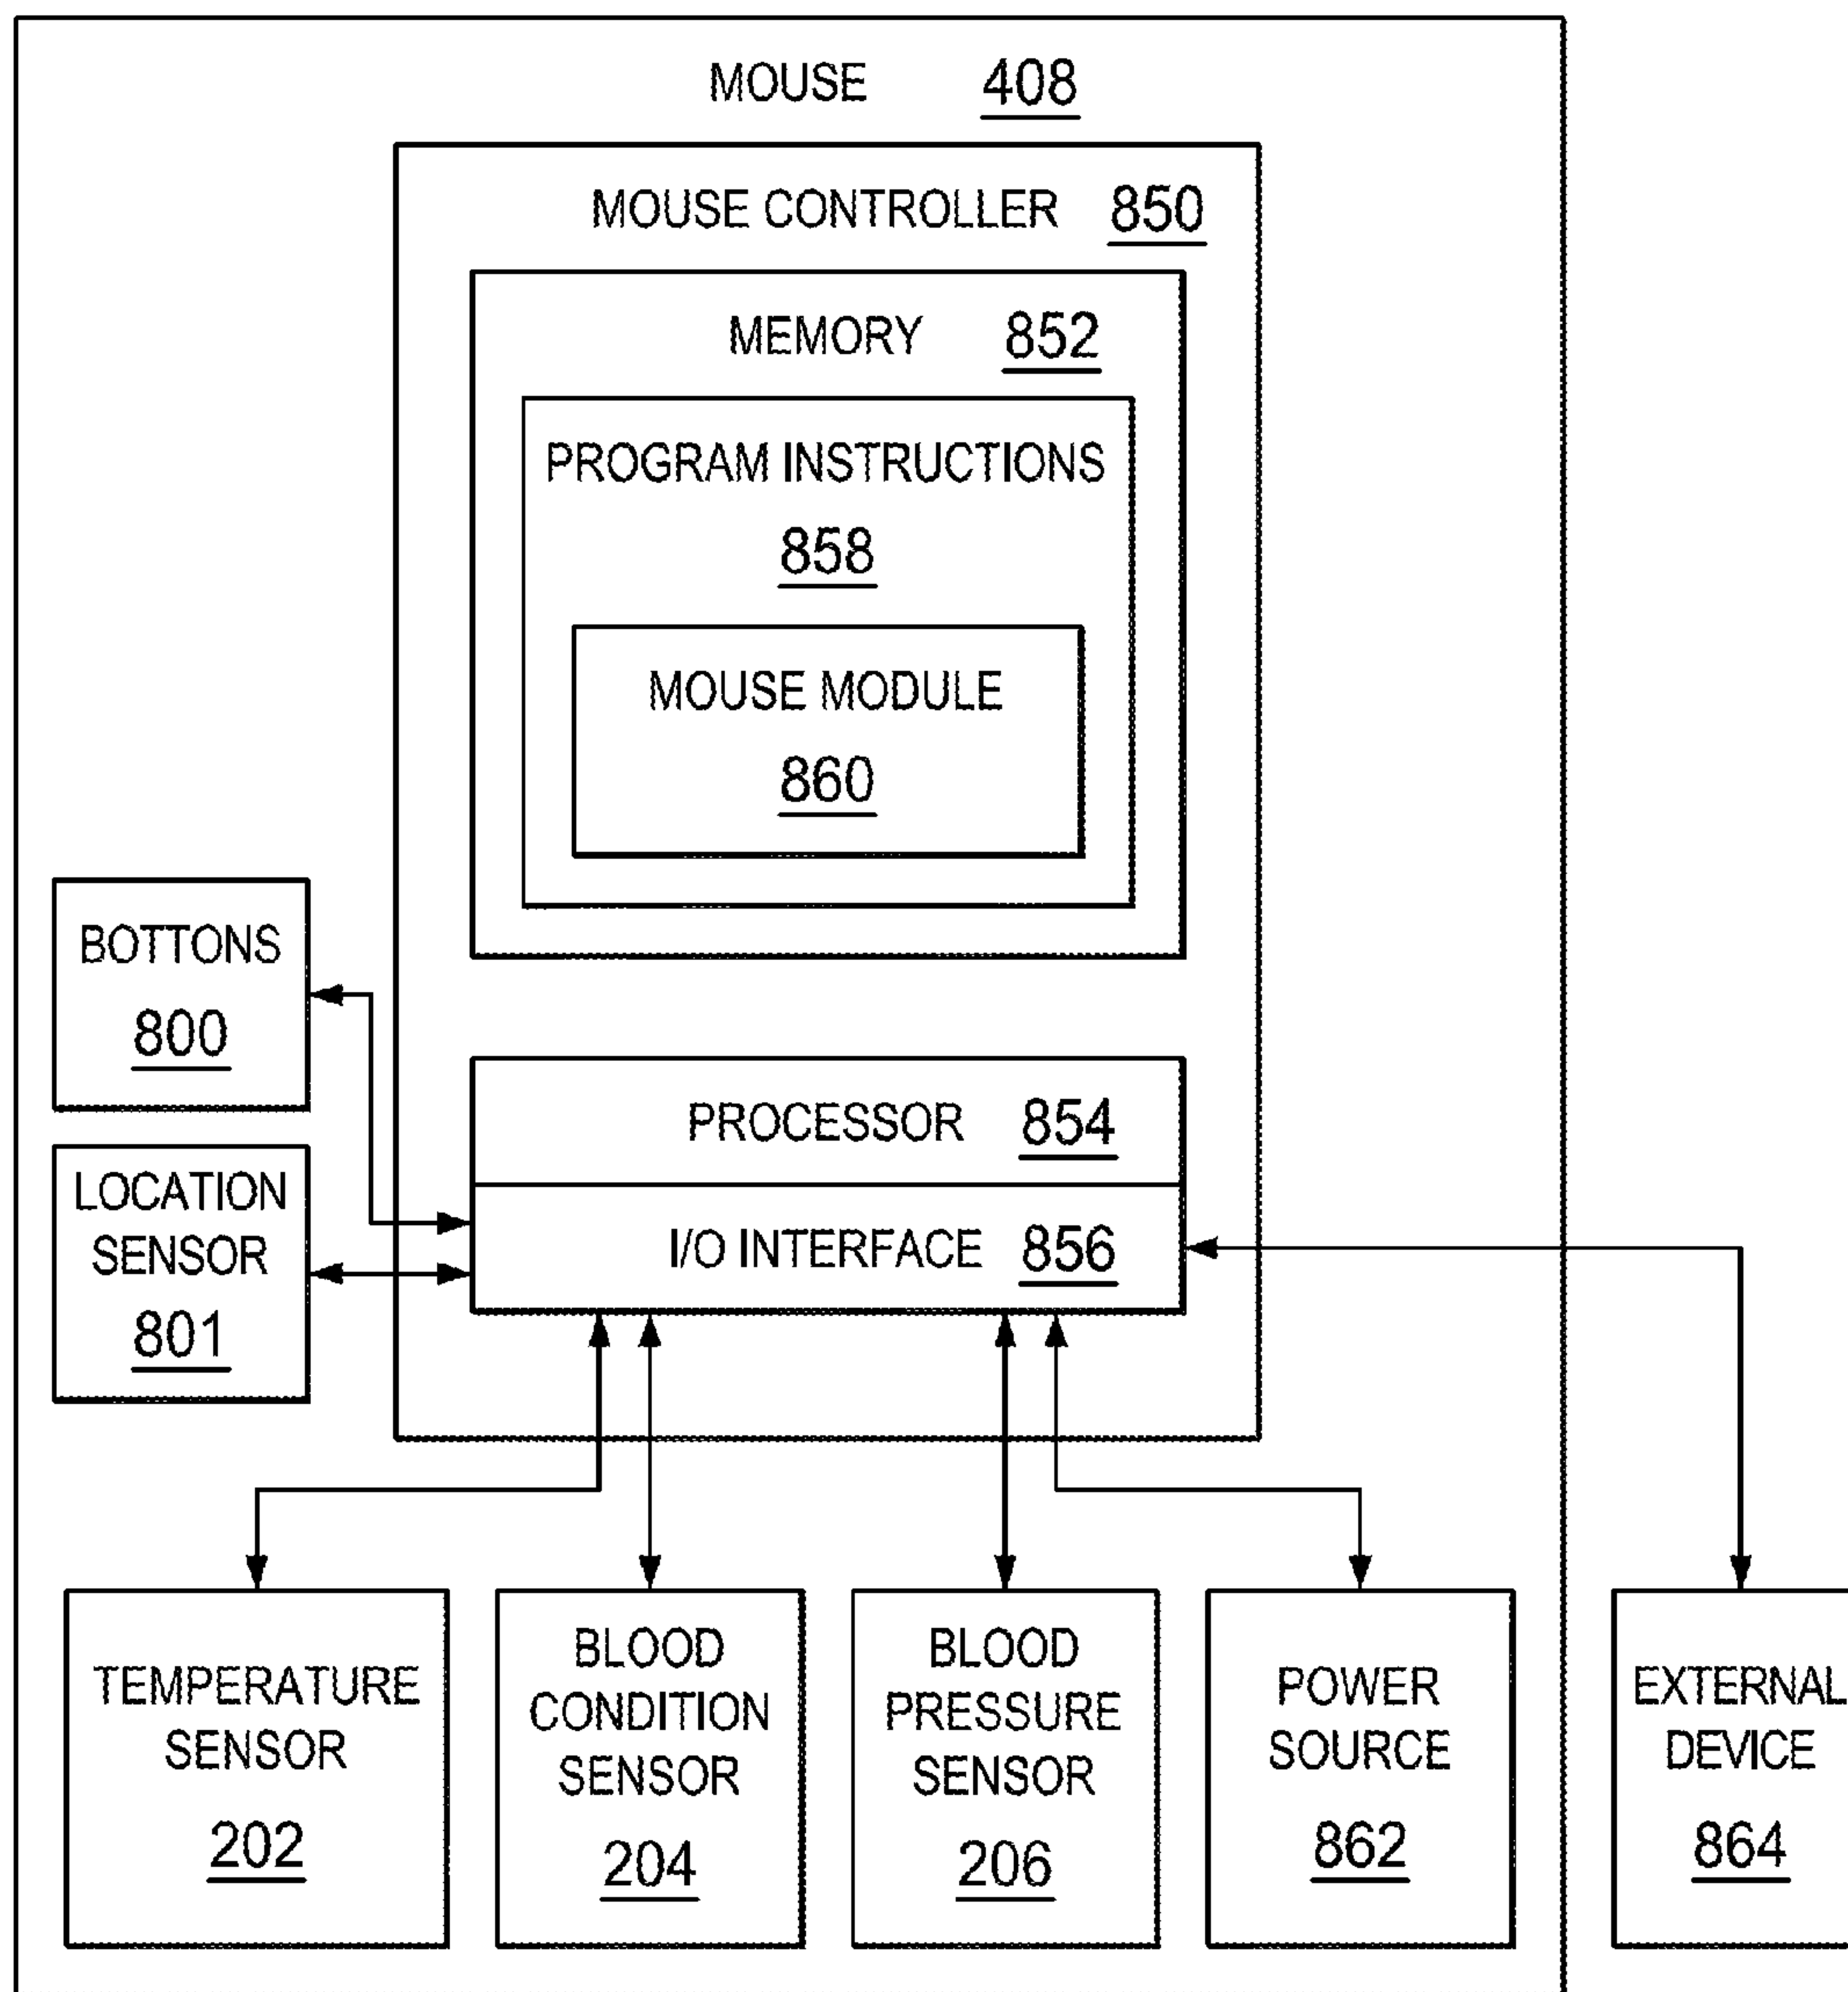 MOUSE 408
MOUSE CONTROLLER 850
MEMORY 852
PROGRAM INSTRUCTIONS
858
MOUSE MODULE
860
BOTTONS
800
PROCESSOR 854
LOCATION
SENSOR
801
I/O INTERFACE 856
TEMPERATURE
SENSOR
202
BLOOD
CONDITION
SENSOR
204
BLOOD
PRESSURE
SENSOR
206
POWER
SOURCE
862
EXTERNAL
DEVICE
864